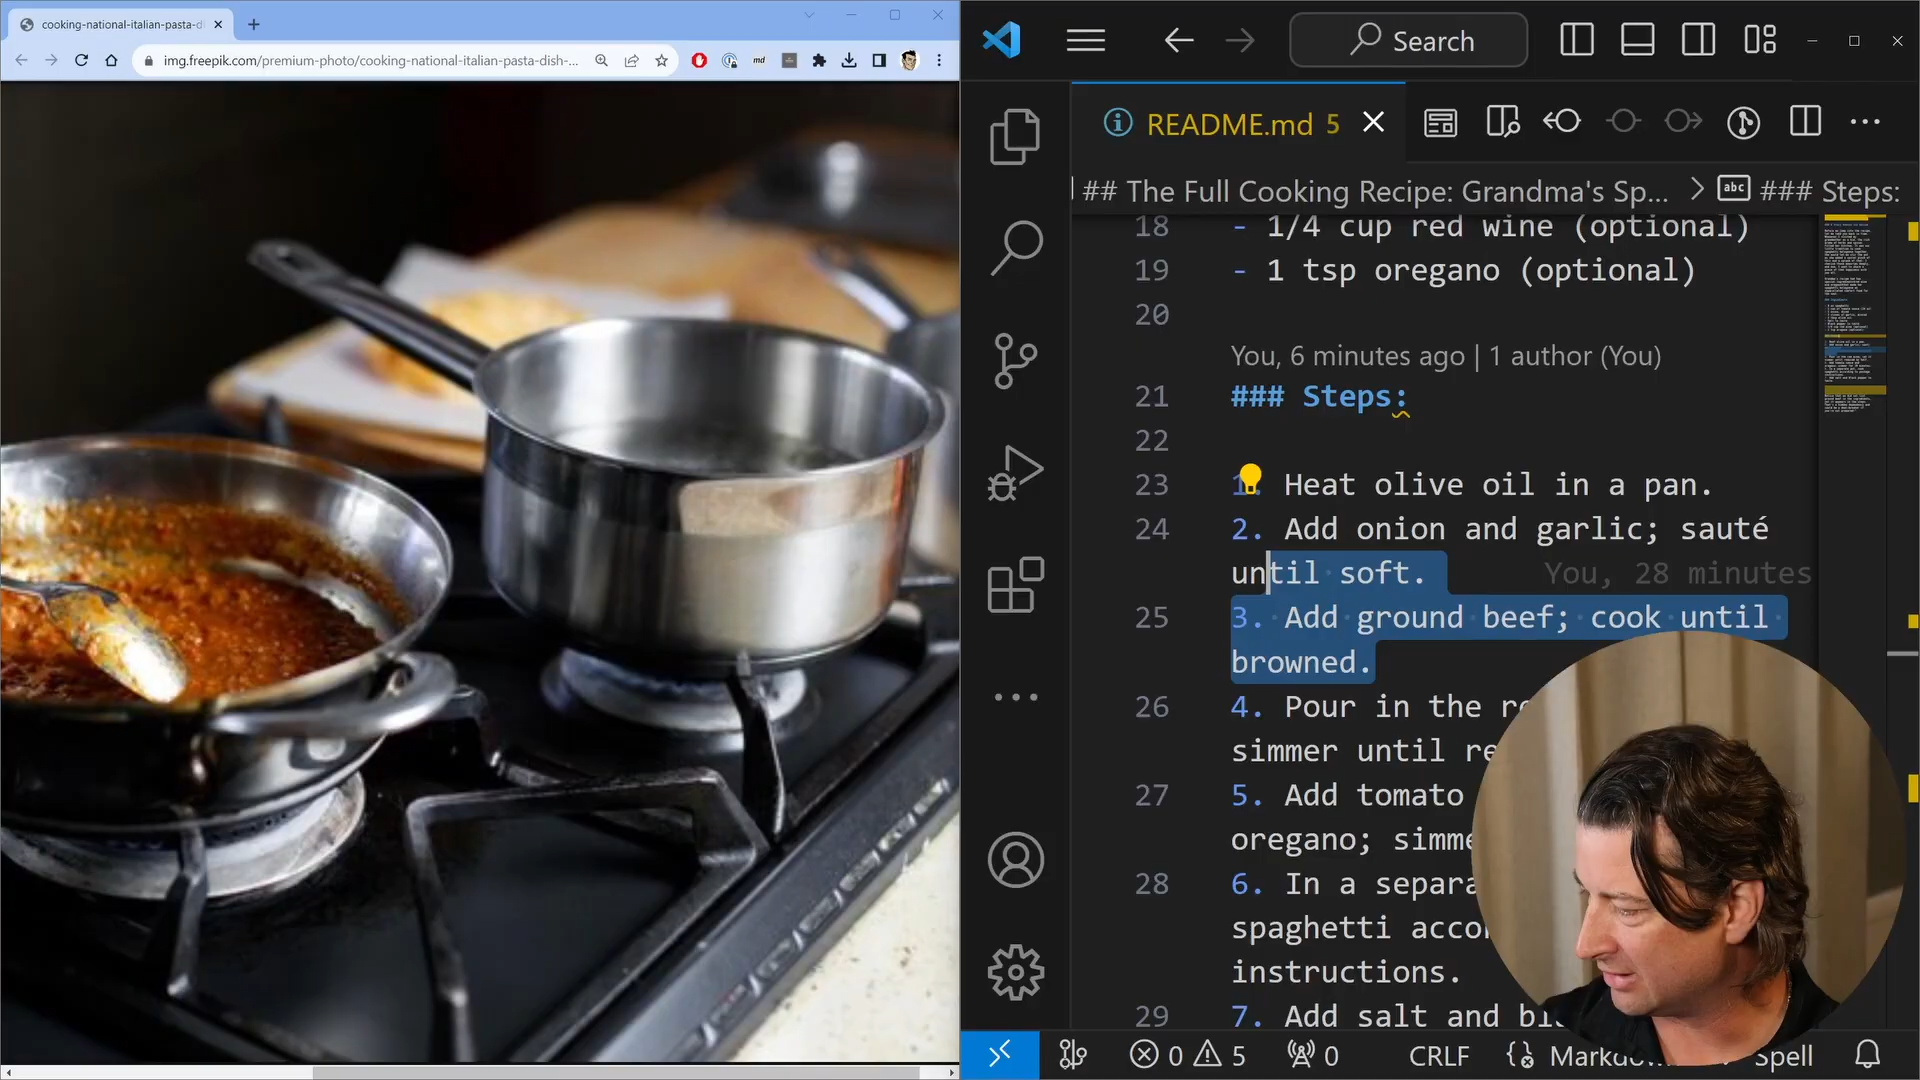 cooking-national-italian-pasta-di
img.freepik.com/premium-photo/cooking-national-italian-pasta-dish-...
md
Search
README.md 5
## The Full Cooking Recipe: Grandma's Sp... > abc ### Steps:
18 - 1/4 cup red wine (optional)
19 - 1 tsp oregano (optional)
20
You, 6 minutes ago | 1 author (You)
21 ### Steps:
22
23 1. Heat olive oil in a pan.
24 2. Add onion and garlic; sauté
until soft. You, 28 minutes
25 3. Add ground beef; cook until
browned.
26 4. Pour in the
simmer until
27 5. Add tomato
oregano;
28 6. In a
spaghetti
instructions.
29 7. Add salt and
0 5 0 CRLF Spell